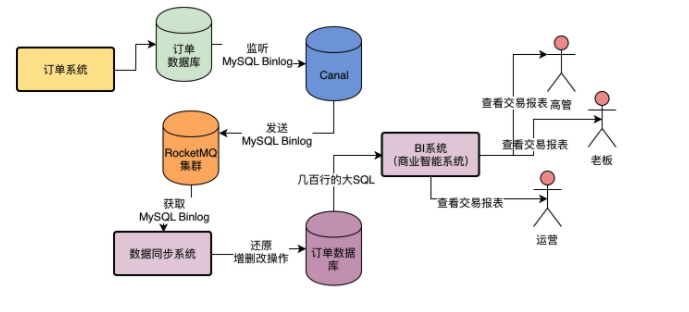 订单系统
订单
数据库
监听
MySQL Binlog
Canal
发送
MySQL Binlog
RocketMQ
集群
获取
MySQL Binlog
数据同步系统
还原
增删改操作
订单数据
库
几百行的大SQL
BI系统
(商业智能系统)
查看交易报表
高管
查看交易报表
老板
查看交易报表
运营